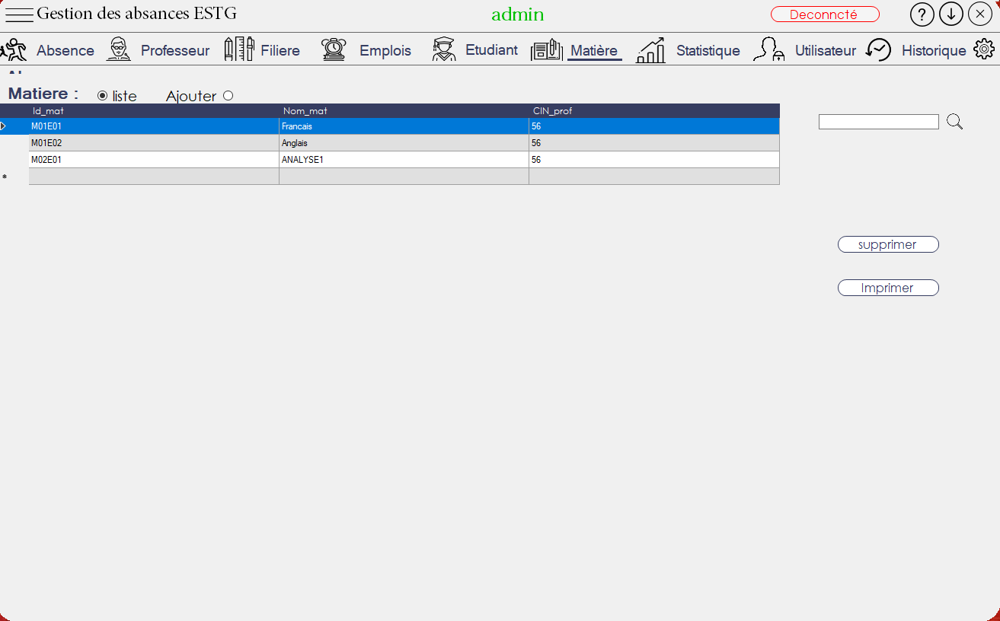 Gestion des absances ESTG admin Deconncté ?
Absence Professeur Filiere Emplois Etudiant Matière Statistique Utilisateur Historique
Matiere : liste Ajouter
Id_mat Nom_mat CIN_prof
M01E01 Francais 56
M01E02 Anglais 56
M02E01 ANALYSE1 56
supprimer
Imprimer